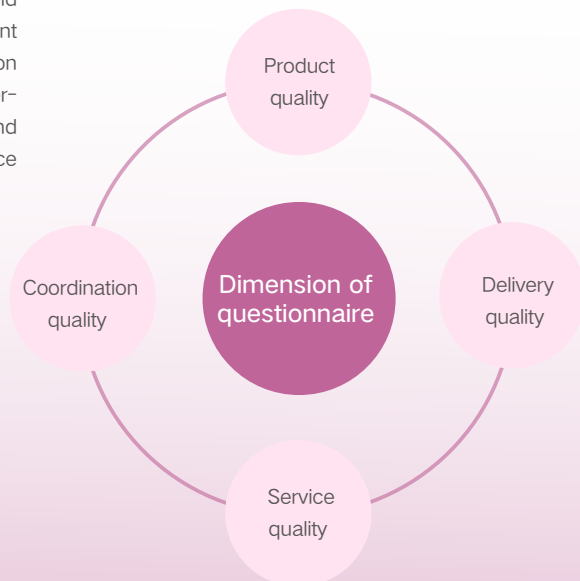 Product
quality
Coordination
quality
Dimension of
questionnaire
Delivery
quality
Service
quality